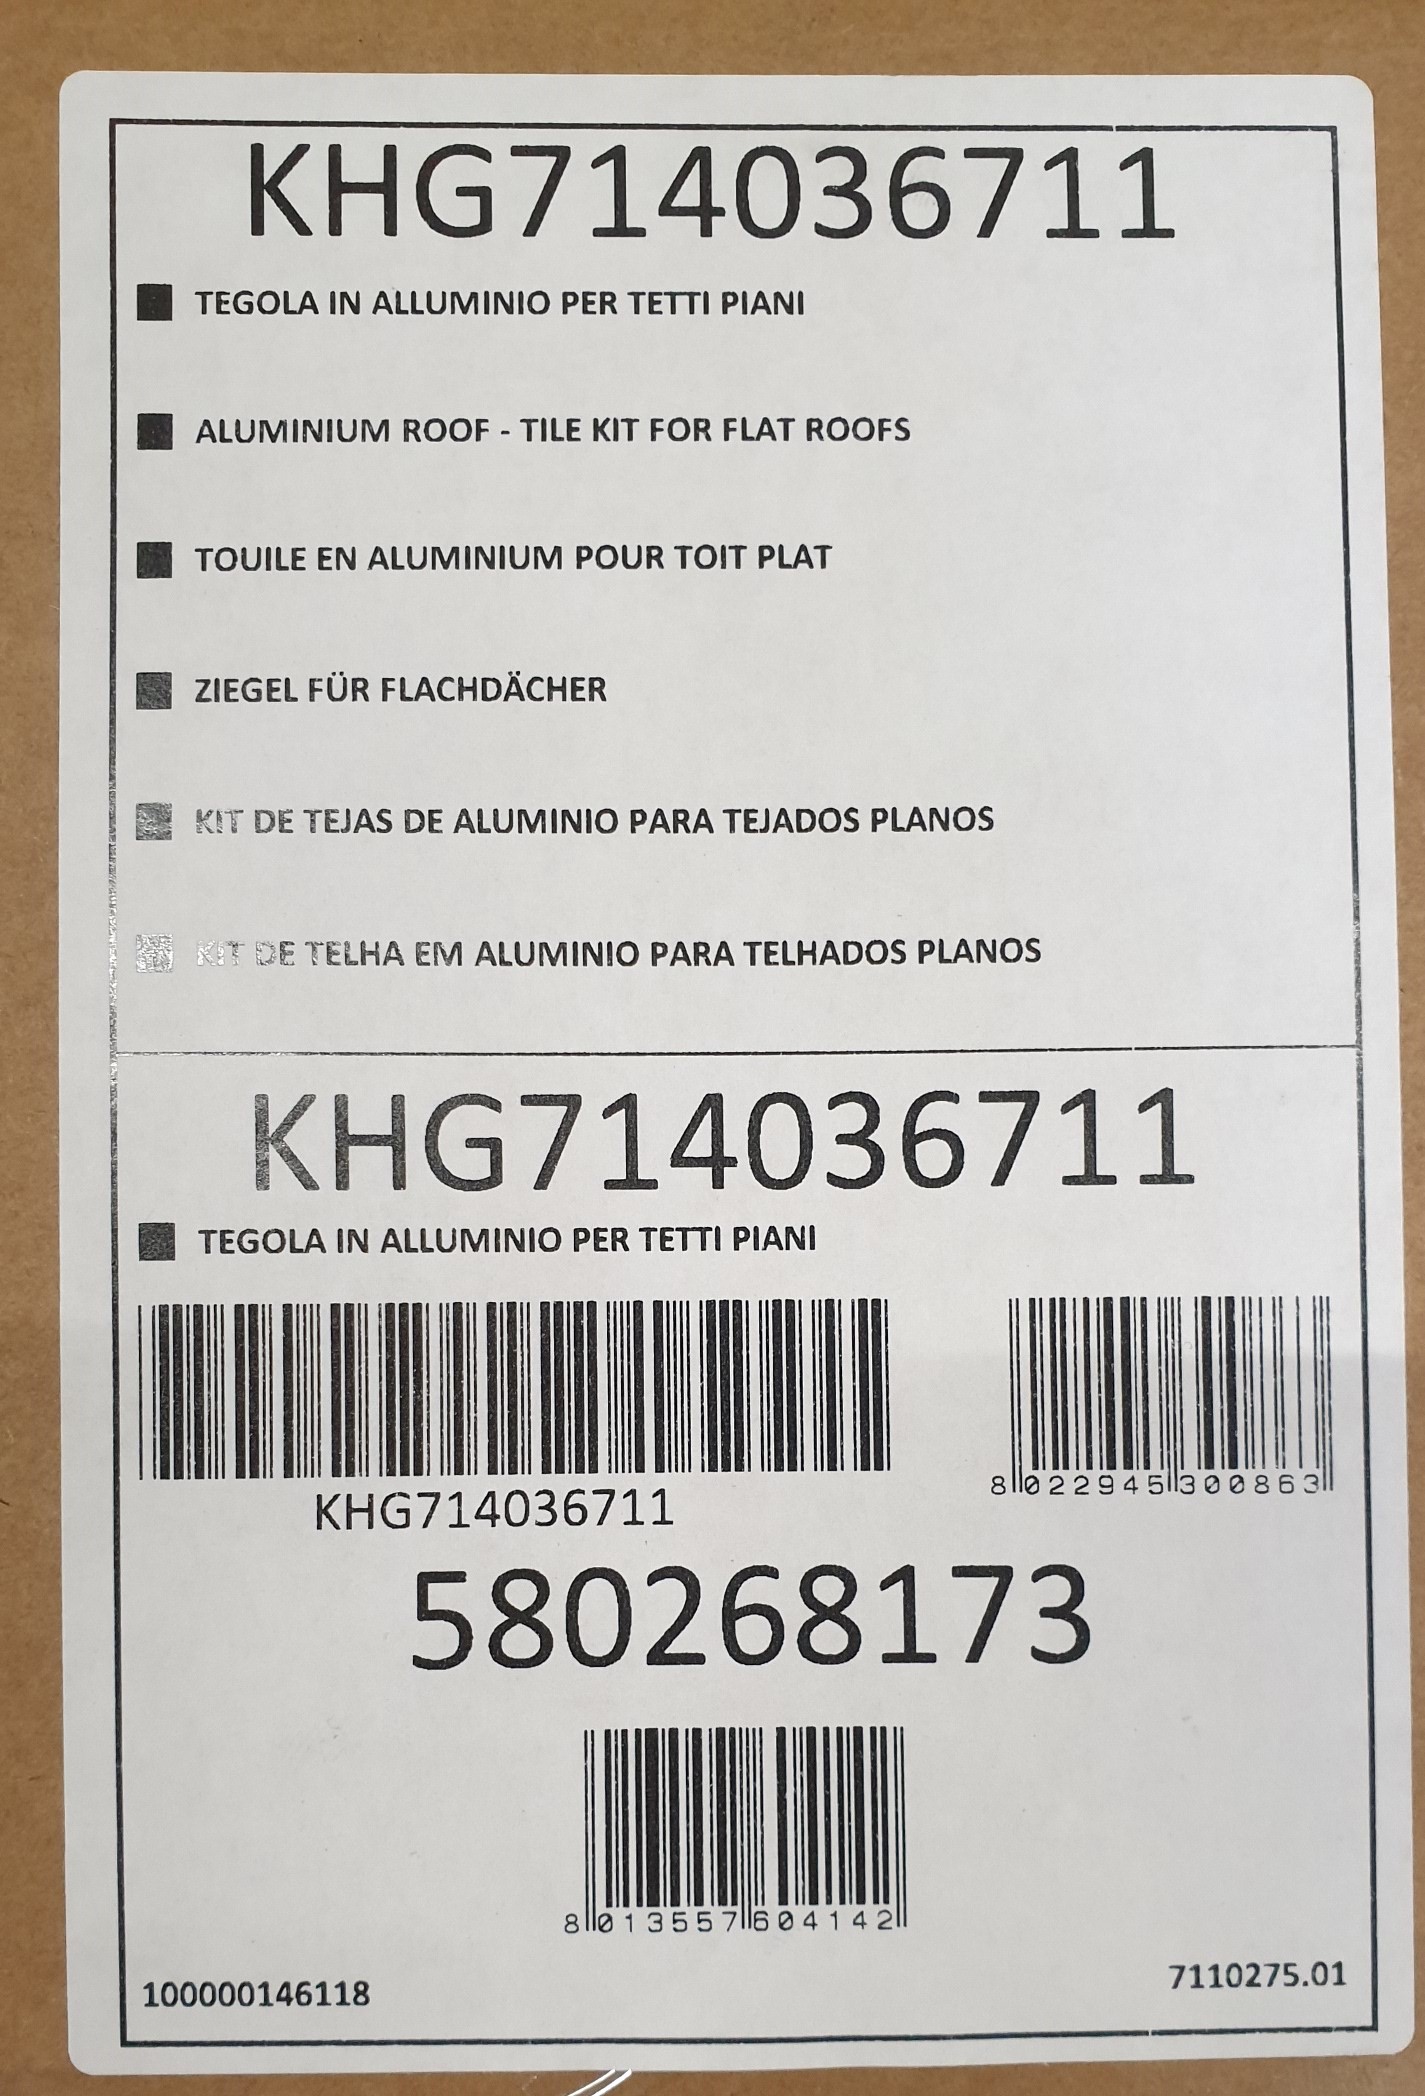 KHG714036711
TEGOLA IN ALLUMINIO PER TETTI PIANI
ALUMINIUM ROOF - TILE KIT FOR FLAT ROOFS
TOUILE EN ALUMINIUM POUR TOIT PLAT
ZIEGEL FÜR FLACHDÄCHER
KIT DE TEJAS DE ALUMINIO PARA TEJADOS PLANOS
KIT DE TELHA EM ALUMINIO PARA TELHADOS PLANOS
KHG714036711
TEGOLA IN ALLUMINIO PER TETTI PIANI
KHG714036711
8022945300863
580268173
8013557604142
100000146118
7110275.01